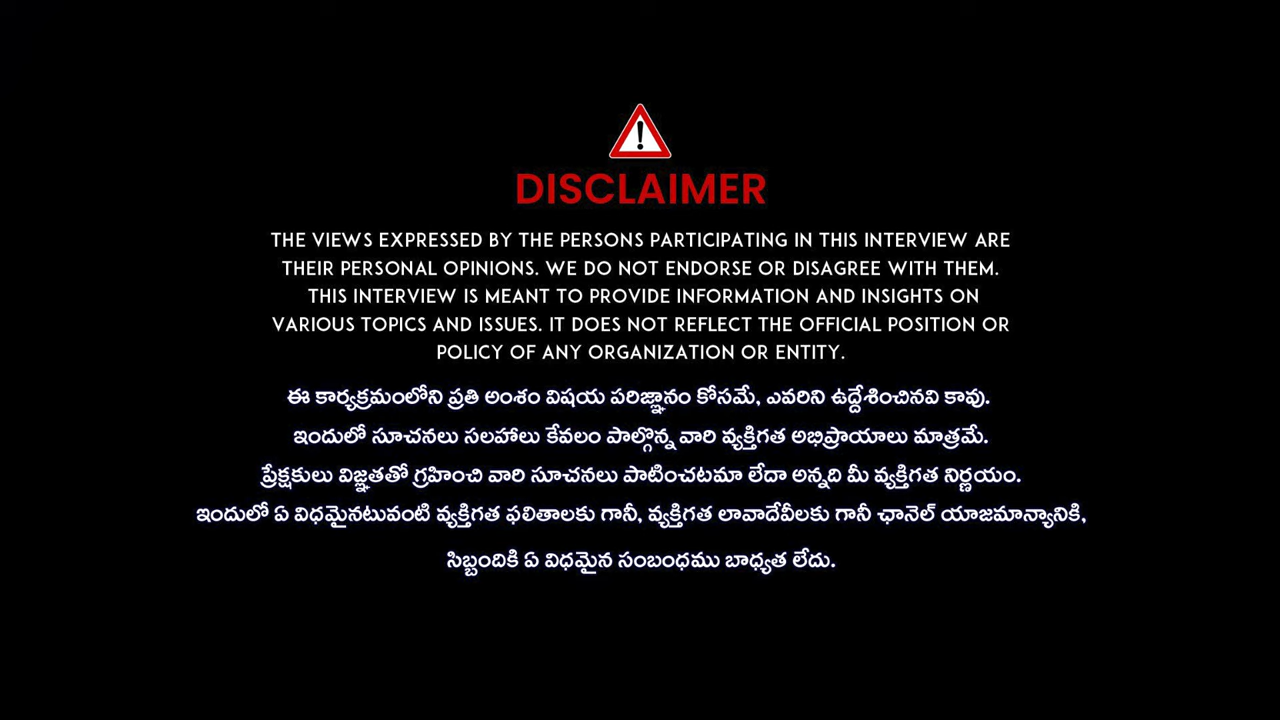 DISCLAIMER
THE VIEWS EXPRESSED BY THE PERSONS PARTICIPATING IN THIS INTERVIEW ARE
THEIR PERSONAL OPINIONS. WE DO NOT ENDORSE OR DISAGREE WITH THEM.
THIS INTERVIEW IS MEANT TO PROVIDE INFORMATION AND INSIGHTS ON
VARIOUS TOPICS AND ISSUES. IT DOES NOT REFLECT THE OFFICIAL POSITION OR
POLICY OF ANY ORGANIZATION OR ENTITY.
ఈ కార్యక్రమంలోని ప్రతి అంశం విషయ పరిజ్ఞానం కోసమే, ఎవరిని ఉద్దేశించినవి కావు.
ఇందులో సూచనలు సలహాలు కేవలం పాల్గొన్న వారి వ్యక్తిగత అభిప్రాయాలు మాత్రమే.
ప్రేక్షకులు విజ్ఞతతో గ్రహించి వారి సూచనలు పాటించటమా లేదా అన్నది మీ వ్యక్తిగత నిర్ణయం.
ఇందులో ఏ విధమైనటువంటి వ్యక్తిగత ఫలితాలకు గానీ, వ్యక్తిగత లావాదేవీలకు గానీ ఛానెల్ యాజమాన్యానికి,
సిబ్బందికి ఏ విధమైన సంబంధము బాధ్యత లేదు.